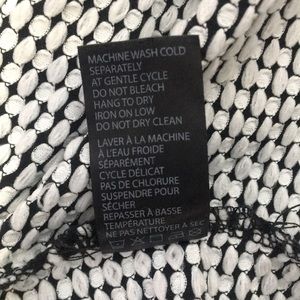 MACHINE WASH COLD
SEPARATELY
AT GENTLE CYCLE
DO NOT BLEACH
HANG TO DRY
IRON ON LOW
DO NOT DRY CLEAN
LAVER À LA MACHINE
À L'EAU FROIDE
SÉPARÉMENT
CYCLE DÉLICAT
PAS DE CHLORURE
SUSPENDRE POUR
SÉCHER
REPASSER À BASSE
TEMPÉRATURE
NE PAS NETTOYER À SEC